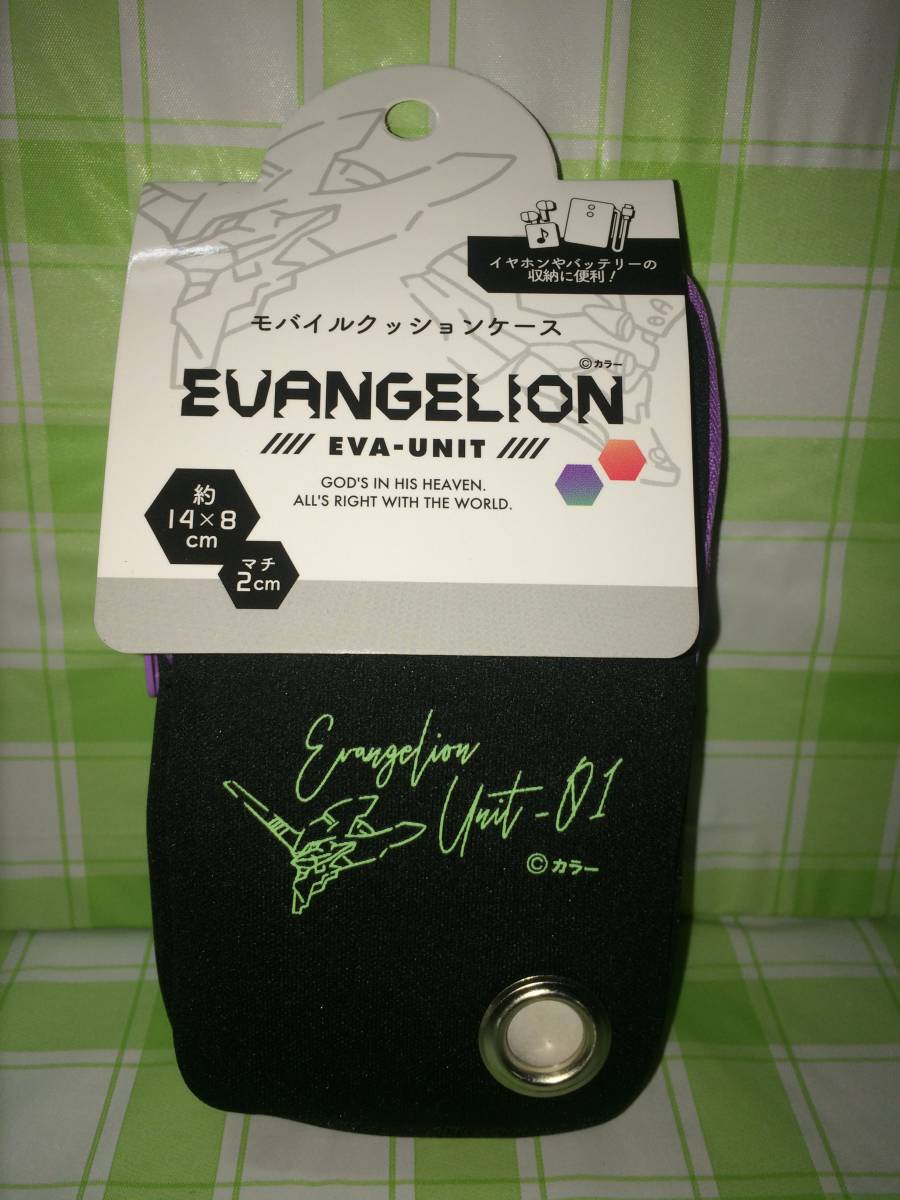 イヤホンやバッテリーの
収納に便利!
モバイルクッションケース
©カラー
EVANGELION
//// EVA-UNIT ////
GOD'S IN HIS HEAVEN.
ALL'S RIGHT WITH THE WORLD.
約
14×8
cm
マチ
2cm
Evangelion
Unit-01
©カラー